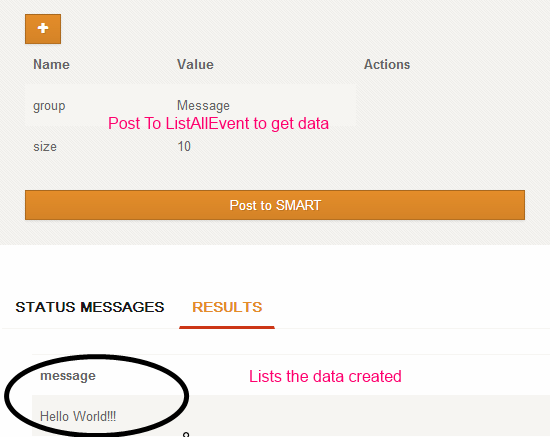 +
Name Value Actions
group Message
Post To ListAllEvent to get data
size 10
Post to SMART
STATUS MESSAGES RESULTS
message
Lists the data created
Hello World!!!